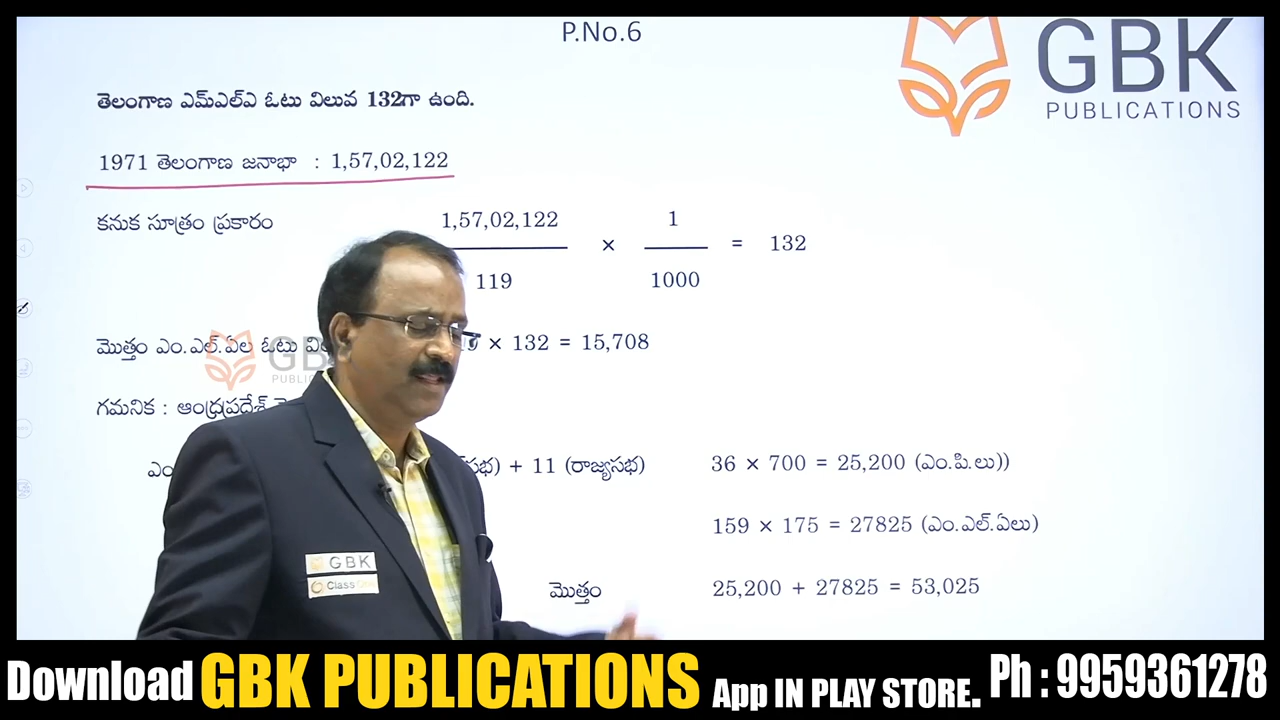 P.No.6
GBK
PUBLICATIONS
తెలంగాణ ఎమ్ఎల్ఏ ఓటు విలువ 132గా ఉంది.
1971 తెలంగాణ జనాభా : 1,57,02,122
కనుక సూత్రం ప్రకారం 1,57,02,122 × 1 = 132
119 1000
మొత్తం ఎం.ఎల్.ఏల ఓటు × 132 = 15,708
గమనిక : ఆంధ్రప్రదేశ్
+ 11 (రాజ్యసభ) 36 × 700 = 25,200 (ఎం.పి.లు))
159 × 175 = 27825 (ఎం.ఎల్.ఏలు)
మొత్తం 25,200 + 27825 = 53,025
GBK
Class
Download GBK PUBLICATIONS App IN PLAY STORE. Ph : 9959361278